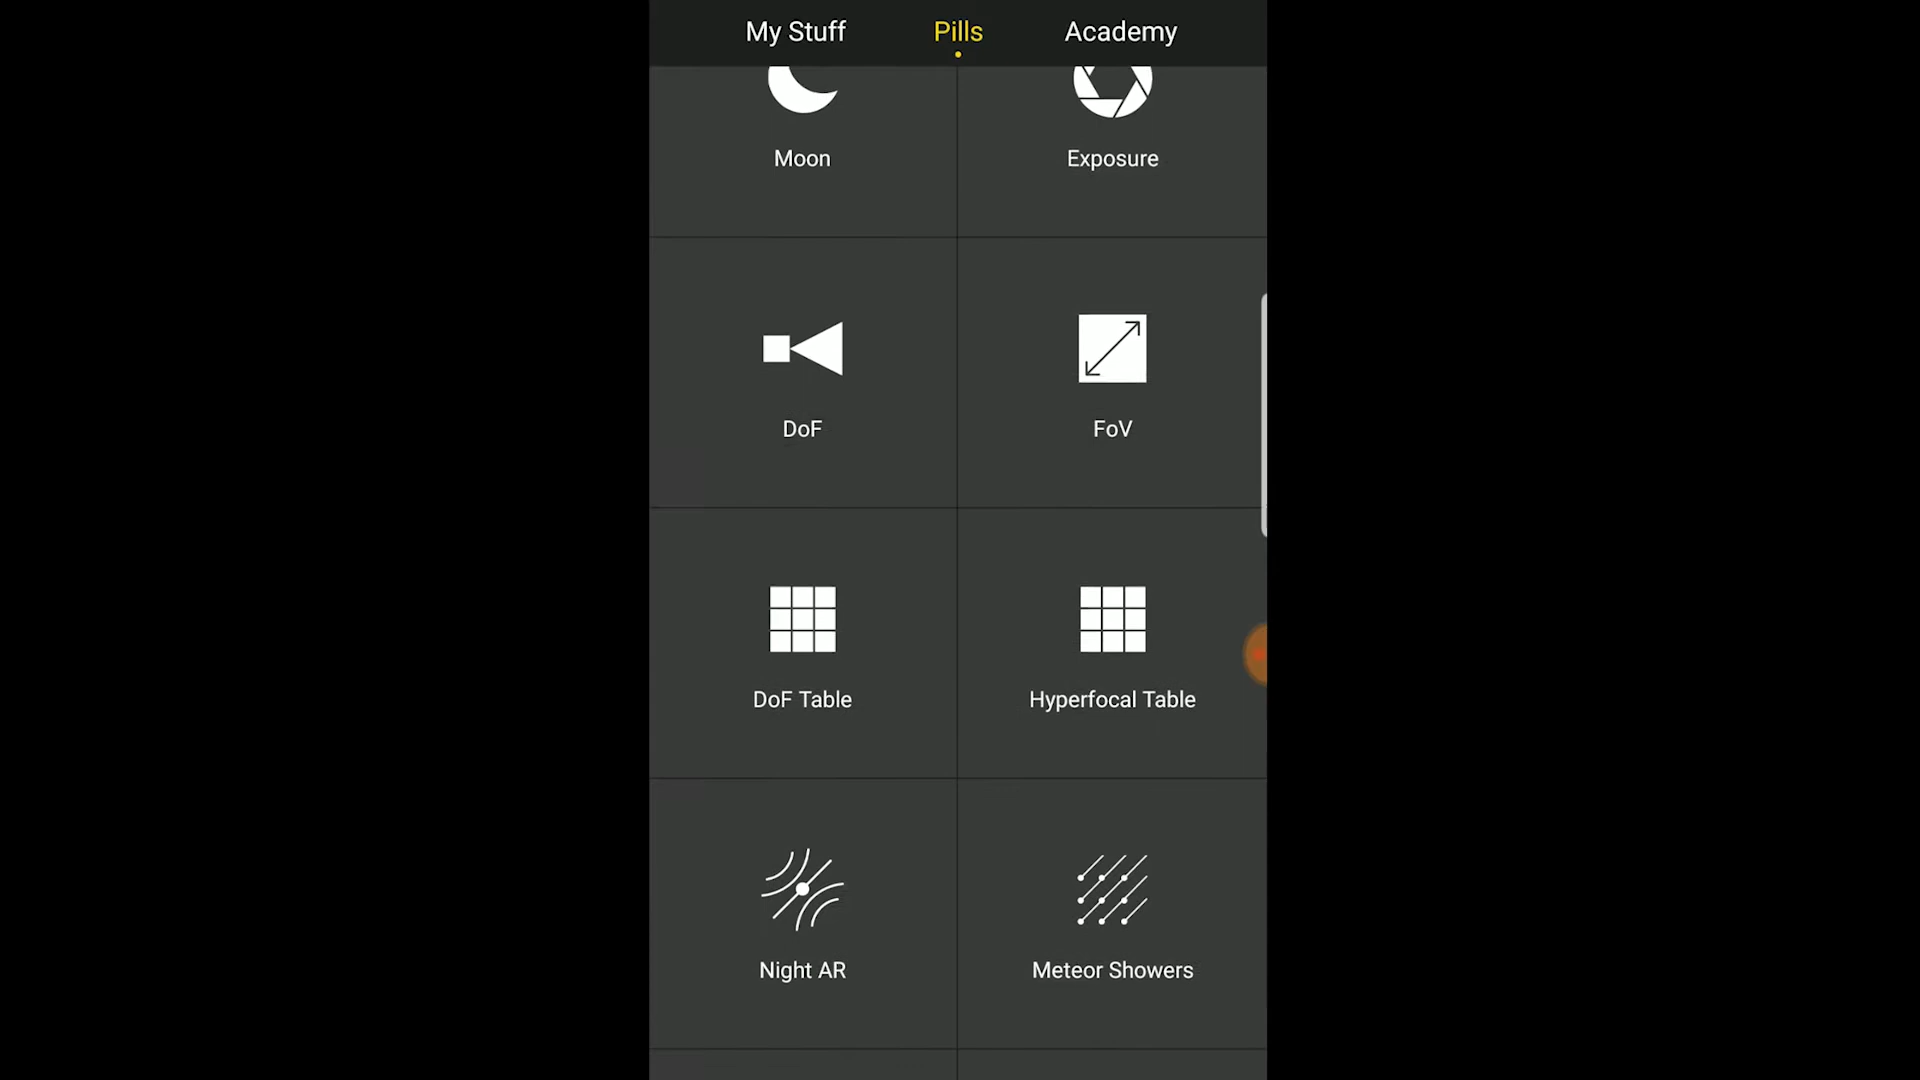 My Stuff Pills Academy
Moon Exposure
DoF FoV
DoF Table Hyperfocal Table
Night AR Meteor Showers